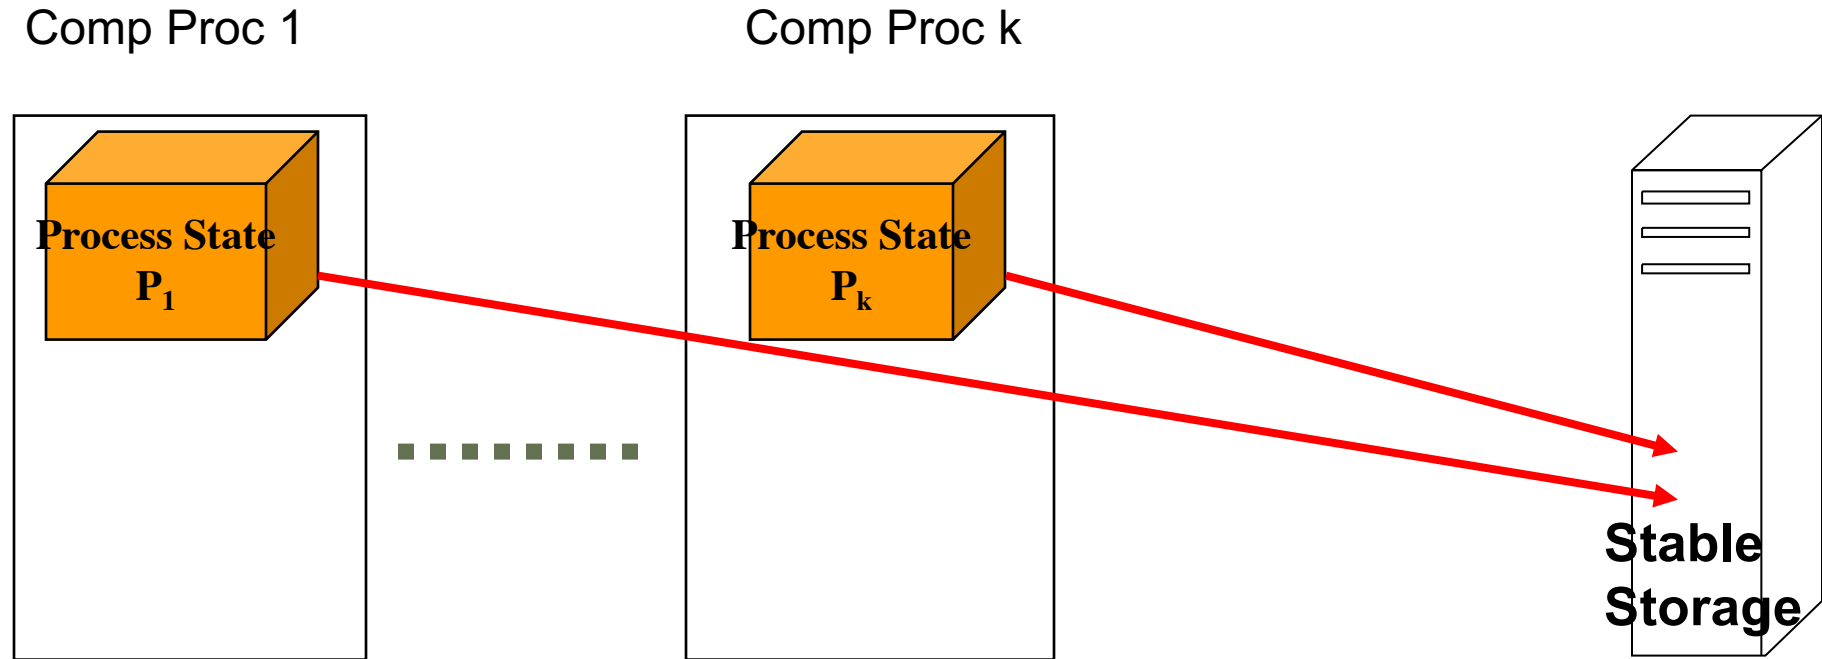 Comp Proc 1
Comp Proc k
Process State
P1
Process State
Pk
Stable
Storage